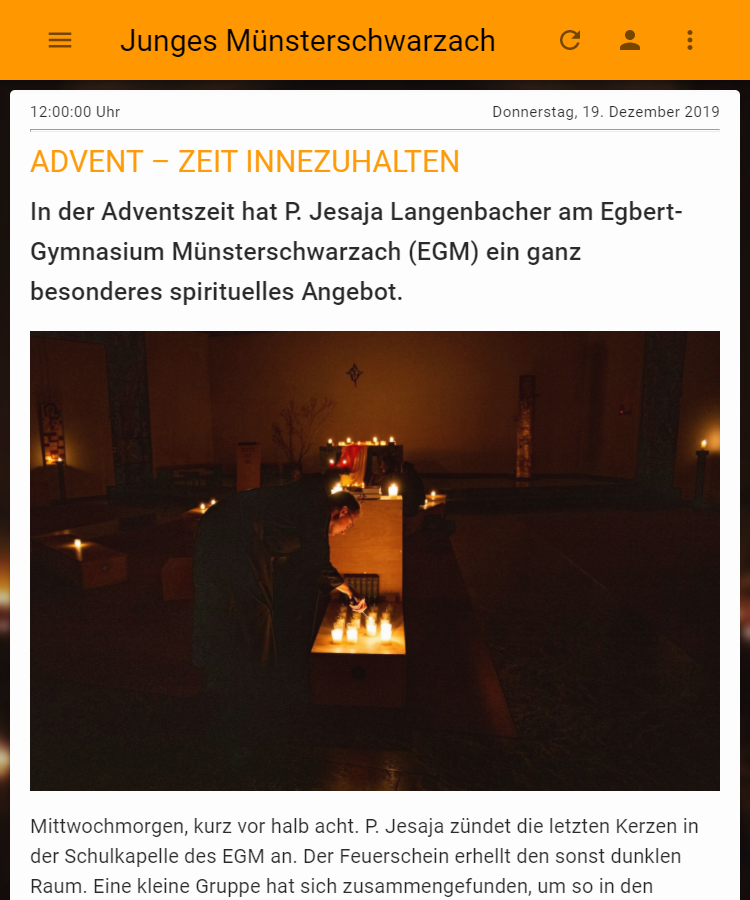 Junges Münsterschwarzach
12:00:00 Uhr Donnerstag, 19. Dezember 2019
ADVENT – ZEIT INNEZUHALTEN
In der Adventszeit hat P. Jesaja Langenbacher am Egbert-
Gymnasium Münsterschwarzach (EGM) ein ganz
besonderes spirituelles Angebot.
Mittwochmorgen, kurz vor halb acht. P. Jesaja zündet die letzten Kerzen in
der Schulkapelle des EGM an. Der Feuerschein erhellt den sonst dunklen
Raum. Eine kleine Gruppe hat sich zusammengefunden, um so in den